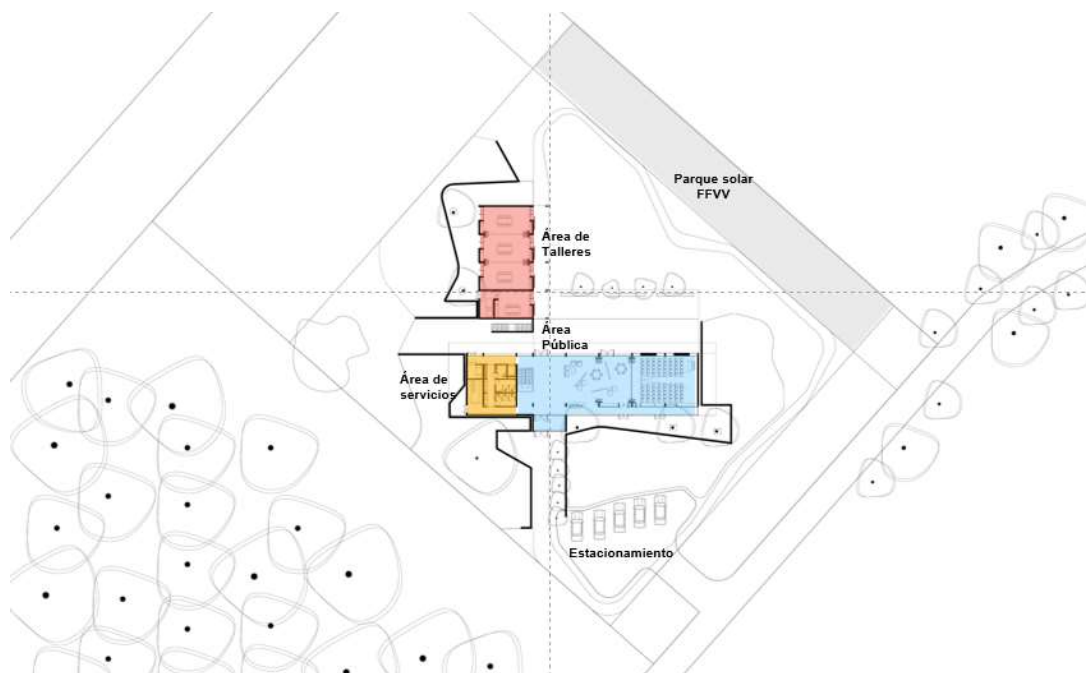 Parque solar
FFVV
Área de
Talleres
Área
Pública
Área de
servicios
Estacionamiento